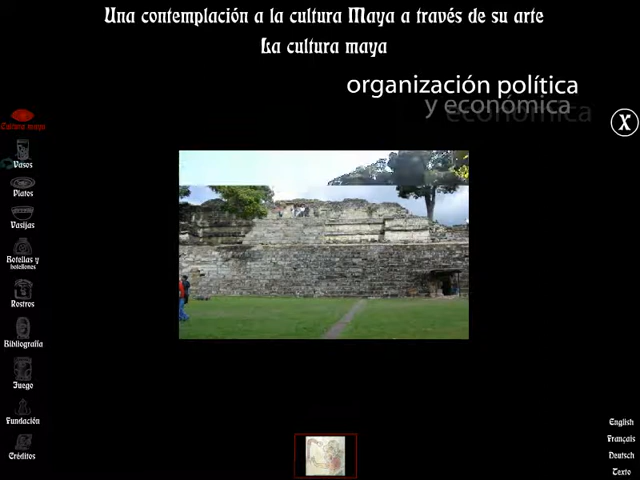 Una contemplación a la cultura Maya a través de su arte
La cultura maya
organización política
y económica
económica
X
Cultura maya
Vasos
Platos
Vasijas
Botellas y
botellones
Rostros
Bibliografía
Juego
Fundación
Créditos
English
Français
Deutsch
Texto